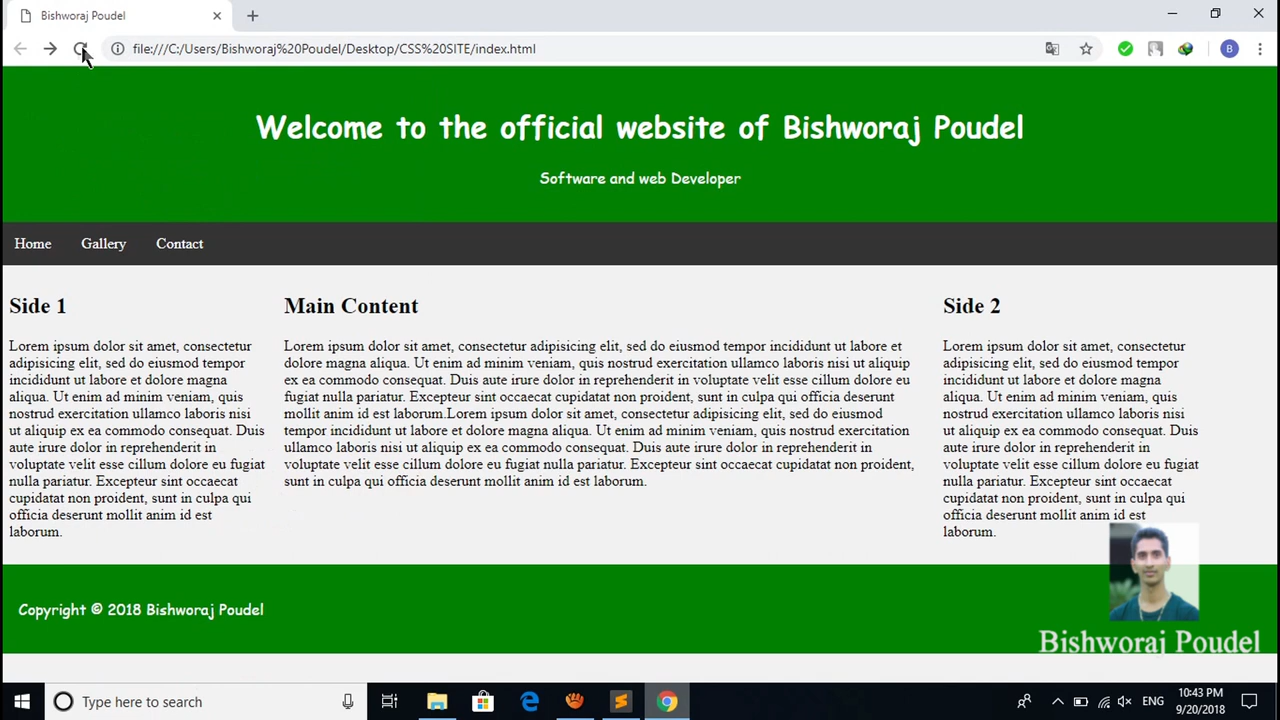 Bishworaj Poudel
file:///C:/Users/Bishworaj%20Poudel/Desktop/CSS%20SITE/index.html
B
Welcome to the official website of Bishworaj Poudel
Software and web Developer
Home Gallery Contact
Side 1
Lorem ipsum dolor sit amet, consectetur
adipisicing elit, sed do eiusmod tempor
incididunt ut labore et dolore magna
aliqua. Ut enim ad minim veniam, quis
nostrud exercitation ullamco laboris nisi
ut aliquip ex ea commodo consequat. Duis
aute irure dolor in reprehenderit in
voluptate velit esse cillum dolore eu fugiat
nulla pariatur. Excepteur sint occaecat
cupidatat non proident, sunt in culpa qui
officia deserunt mollit anim id est
laborum.
Main Content
Lorem ipsum dolor sit amet, consectetur adipisicing elit, sed do eiusmod tempor incididunt ut labore et
dolore magna aliqua. Ut enim ad minim veniam, quis nostrud exercitation ullamco laboris nisi ut aliquip
ex ea commodo consequat. Duis aute irure dolor in reprehenderit in voluptate velit esse cillum dolore eu
fugiat nulla pariatur. Excepteur sint occaecat cupidatat non proident, sunt in culpa qui officia deserunt
mollit anim id est laborum.Lorem ipsum dolor sit amet, consectetur adipisicing elit, sed do eiusmod
tempor incididunt ut labore et dolore magna aliqua. Ut enim ad minim veniam, quis nostrud exercitation
ullamco laboris nisi ut aliquip ex ea commodo consequat. Duis aute irure dolor in reprehenderit in
voluptate velit esse cillum dolore eu fugiat nulla pariatur. Excepteur sint occaecat cupidatat non proident,
sunt in culpa qui officia deserunt mollit anim id est laborum.
Side 2
Lorem ipsum dolor sit amet, consectetur
adipisicing elit, sed do eiusmod tempor
incididunt ut labore et dolore magna
aliqua. Ut enim ad minim veniam, quis
nostrud exercitation ullamco laboris nisi
ut aliquip ex ea commodo consequat. Duis
aute irure dolor in reprehenderit in
voluptate velit esse cillum dolore eu fugiat
nulla pariatur. Excepteur sint occaecat
cupidatat non proident, sunt in culpa qui
officia deserunt mollit anim id est
laborum.
Copyright © 2018 Bishworaj Poudel
Bishworaj Poudel
Type here to search
ENG
10:43 PM
9/20/2018